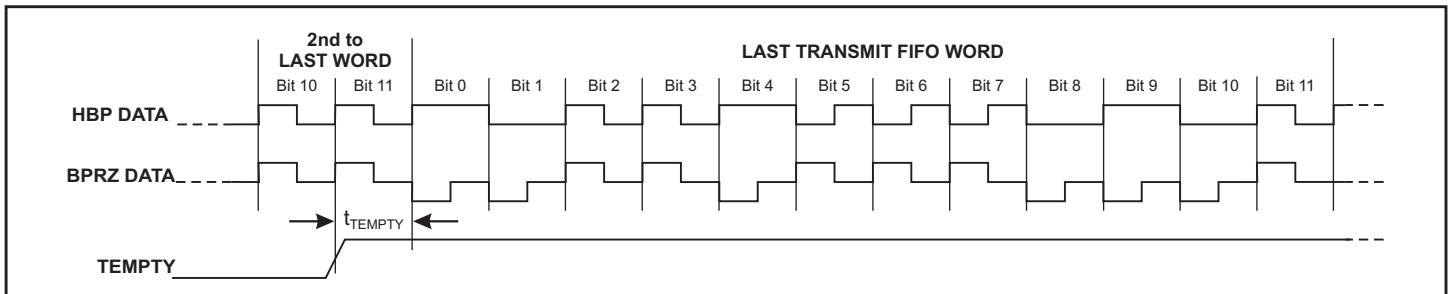 2nd to
LAST WORD
LAST TRANSMIT FIFO WORD
Bit 10 Bit 11 Bit 0 Bit 1 Bit 2 Bit 3 Bit 4 Bit 5 Bit 6 Bit 7 Bit 8 Bit 9 Bit 10 Bit 11
HBP DATA
BPRZ DATA
tTEMPTY
TEMPTY